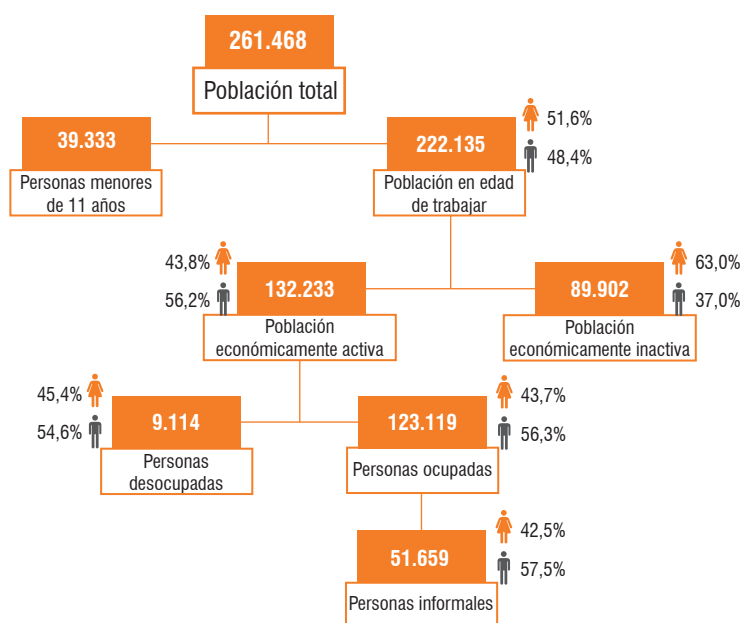 261.468
Población total
39.333
Personas menores
de 11 años
222.135
Población en edad
de trabajar
51,6%
48,4%
43,8%
56,2%
132.233
Población
económicamente activa
89.902
Población
económicamente inactiva
63,0%
37,0%
45,4%
54,6%
9.114
Personas
desocupadas
123.119
Personas ocupadas
43,7%
56,3%
51.659
Personas informales
42,5%
57,5%